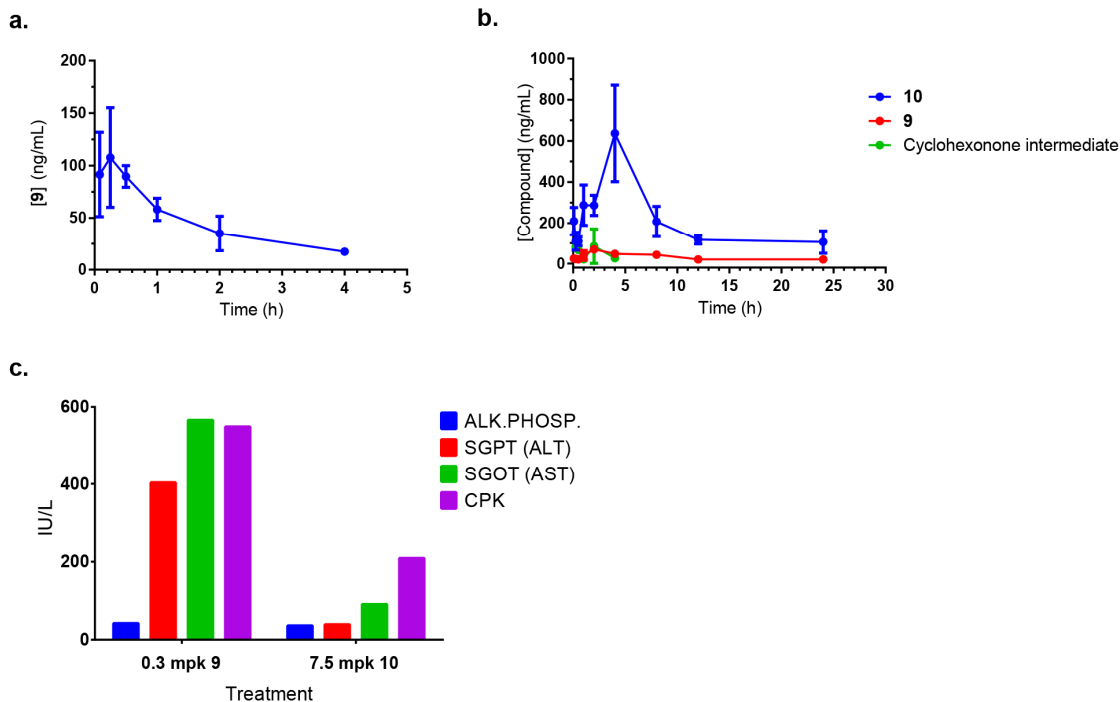 a.
200
150
100
50
0
[9] (ng/mL)
0 1 2 3 4 5
Time (h)
b.
1000
800
600
400
200
0
[Compound] (ng/mL)
0 5 10 15 20 25 30
Time (h)
10
9
Cyclohexonone intermediate
c.
600
400
200
0
IU/L
0.3 mpk 9 7.5 mpk 10
Treatment
ALK.PHOSP.
SGPT (ALT)
SGOT (AST)
CPK